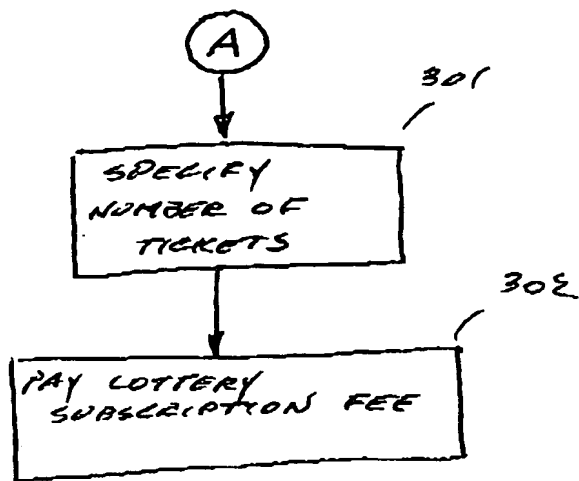 A
301
SPECIFY
NUMBER OF
TICKETS
302
PAY LOTTERY
SUBSCRIPTION FEE